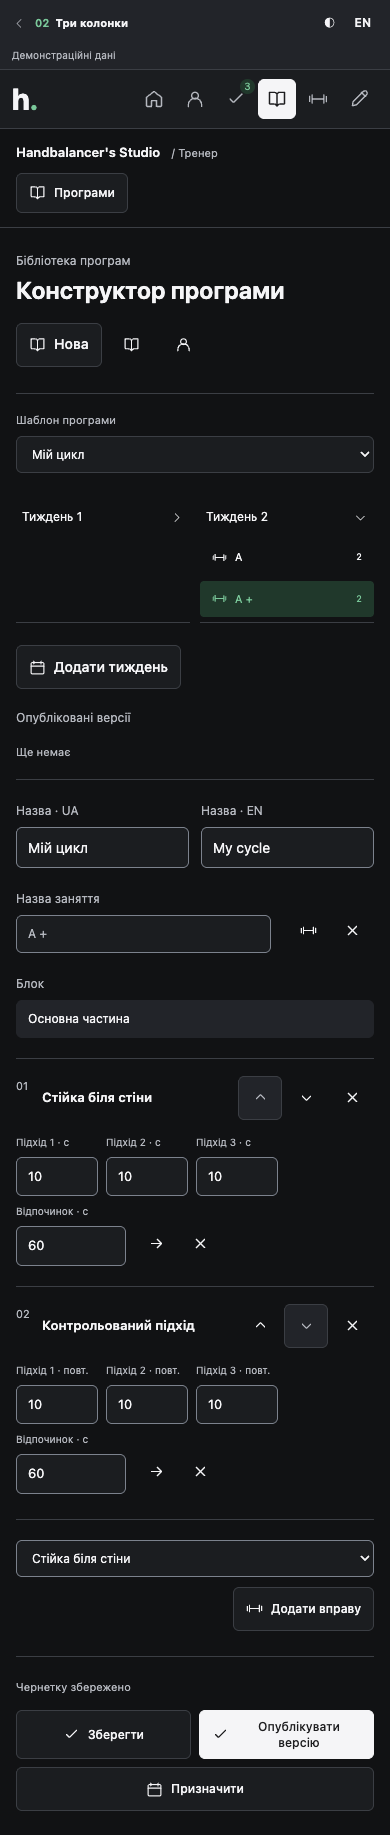 02 Три колонки EN
Демонстраційні дані
h. 3
Handbalancer's Studio / Тренер
Програми
Бібліотека програм
Конструктор програми
Нова
Шаблон програми
Мій цикл
Тиждень 1 Тиждень 2
A 2
A + 2
Додати тиждень
Опубліковані версії
Ще немає
Назва · UA Назва · EN
Мій цикл My cycle
Назва заняття
A +
Блок
Основна частина
01 Стійка біля стіни
Підхід 1 · с Підхід 2 · с Підхід 3 · с
10 10 10
Відпочинок · с
60
02 Контрольований підхід
Підхід 1 · повт. Підхід 2 · повт. Підхід 3 · повт.
10 10 10
Відпочинок · с
60
Стійка біля стіни
Додати вправу
Чернетку збережено
Зберегти Опублікувати
версію
Призначити